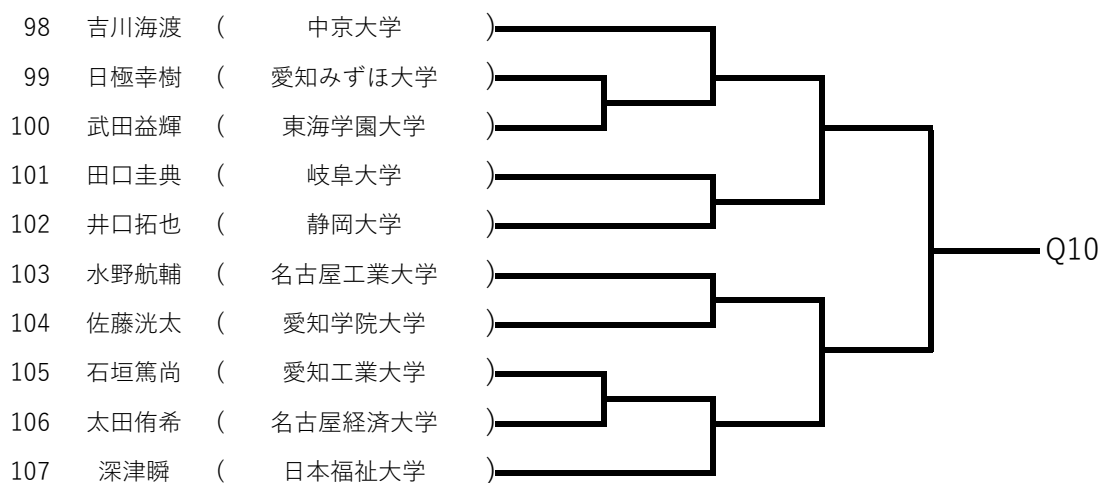 98 吉川海渡 ( 中京大学 )
99 日極幸樹 ( 愛知みずほ大学 )
100 武田益輝 ( 東海学園大学 )
101 田口圭典 ( 岐阜大学 )
102 井口拓也 ( 静岡大学 )
Q10
103 水野航輔 ( 名古屋工業大学 )
104 佐藤洸太 ( 愛知学院大学 )
105 石垣篤尚 ( 愛知工業大学 )
106 太田侑希 ( 名古屋経済大学 )
107 深津瞬 ( 日本福祉大学 )